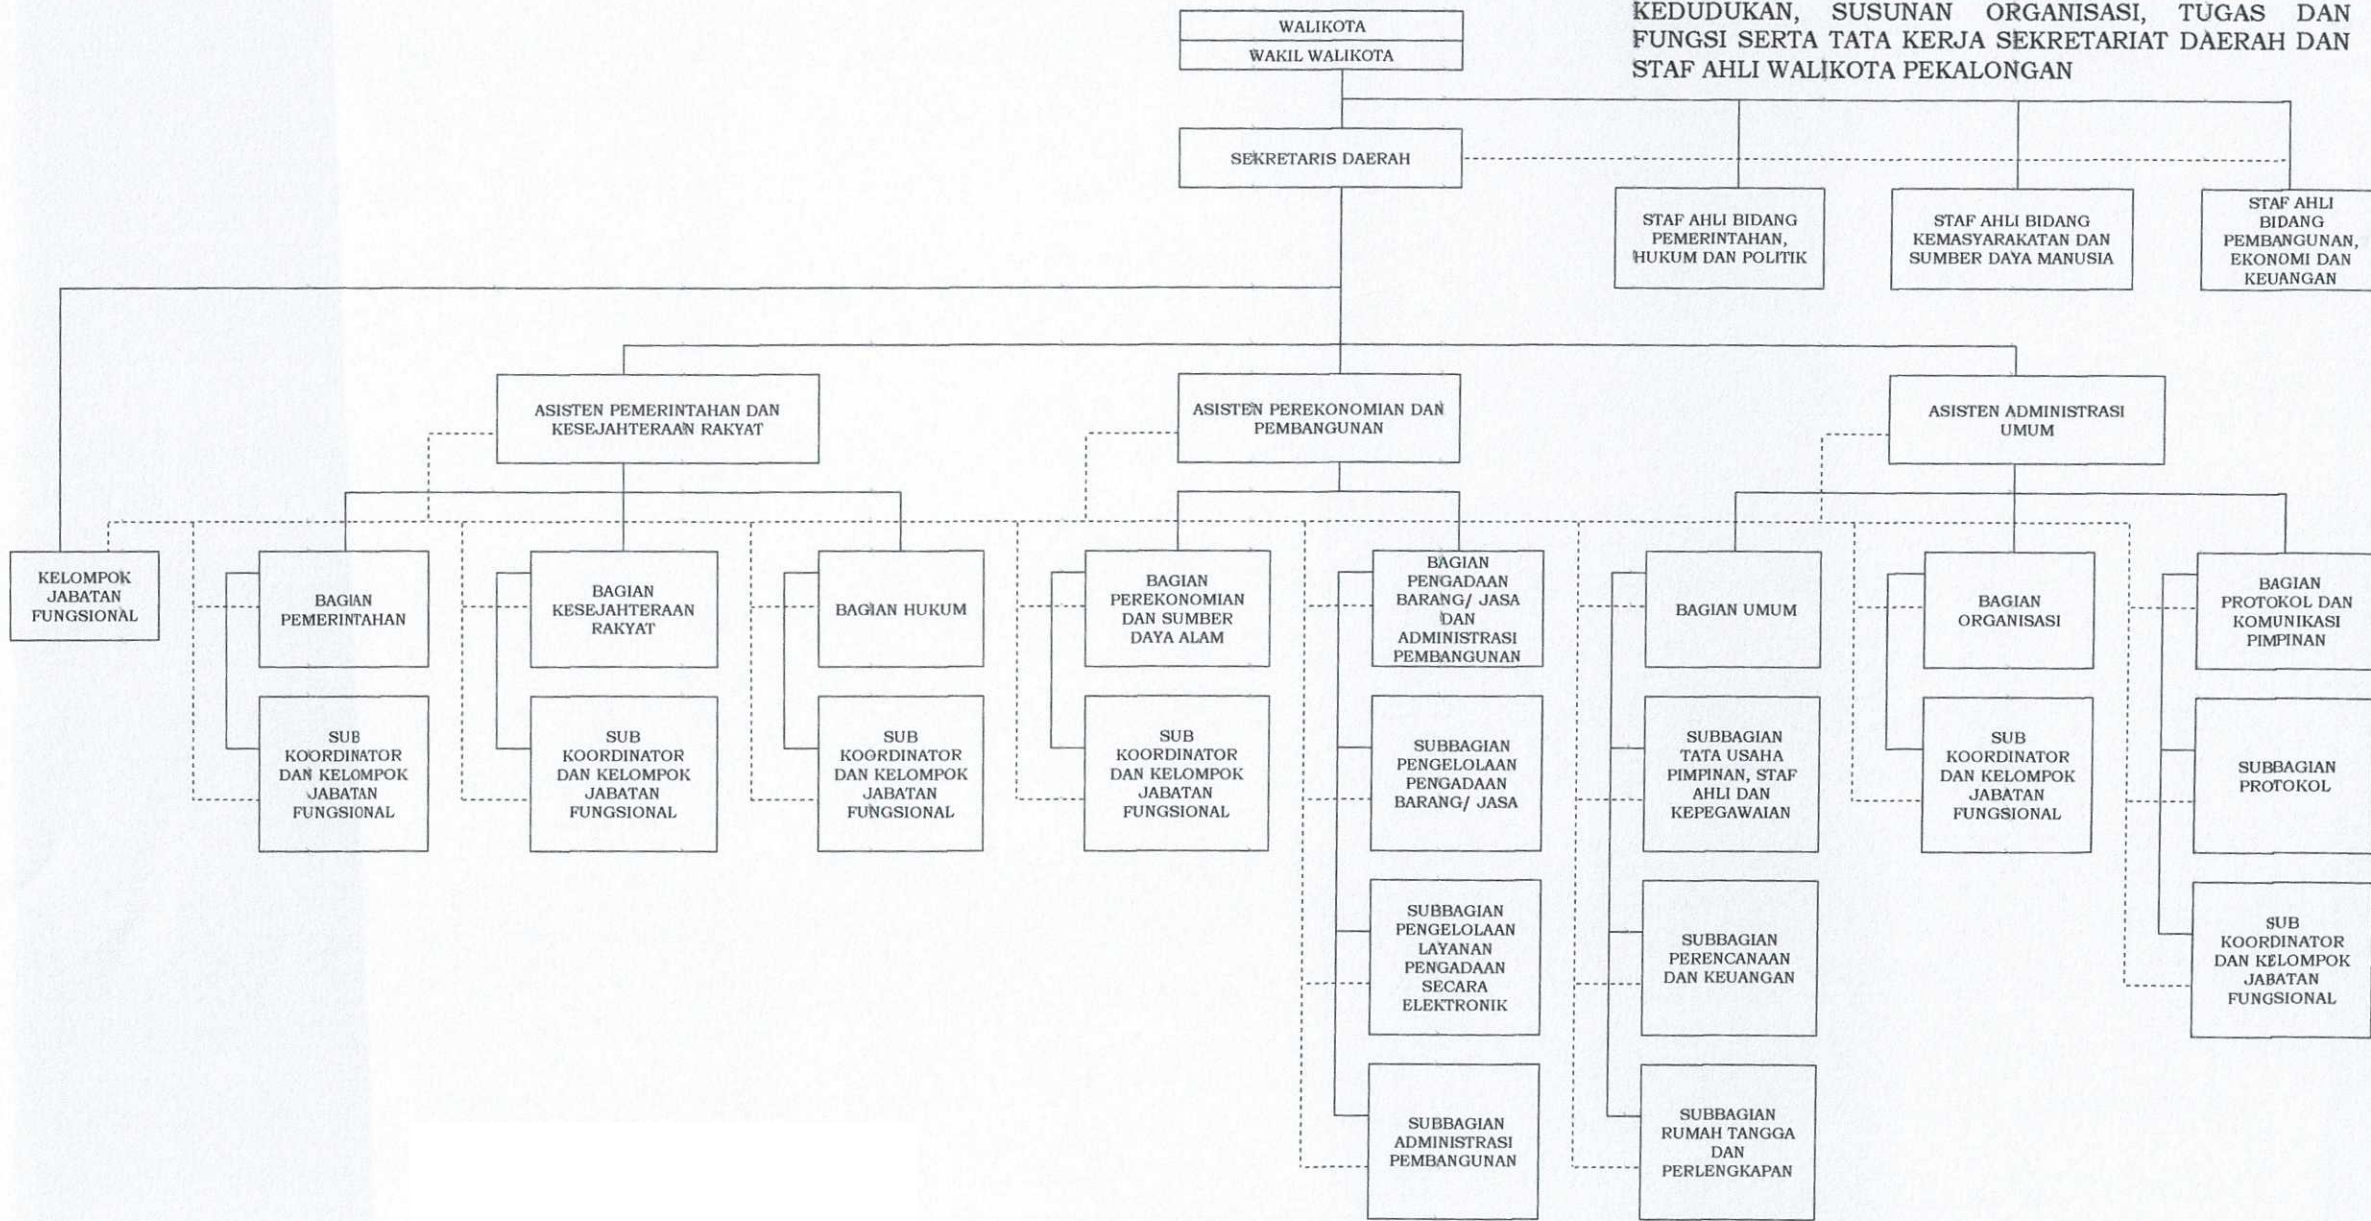 KEDUDUKAN, SUSUNAN ORGANISASI, TUGAS DAN
FUNGSI SERTA TATA KERJA SEKRETARIAT DAERAH DAN
STAF AHLI WALIKOTA PEKALONGAN
WALIKOTA
WAKIL WALIKOTA
SEKRETARIS DAERAH
STAF AHLI BIDANG
PEMERINTAHAN,
HUKUM DAN POLITIK
STAF AHLI BIDANG
KEMASYARAKATAN DAN
SUMBER DAYA MANUSIA
STAF AHLI
BIDANG
PEMBANGUNAN,
EKONOMI DAN
KEUANGAN
ASISTEN PEMERINTAHAN DAN
KESEJAHTERAAN RAKYAT
ASISTEN PEREKONOMIAN DAN
PEMBANGUNAN
ASISTEN ADMINISTRASI
UMUM
KELOMPOK
JABATAN
FUNGSIONAL
BAGIAN
PEMERINTAHAN
BAGIAN
KESEJAHTERAAN
RAKYAT
BAGIAN HUKUM
BAGIAN
PEREKONOMIAN
DAN SUMBER
DAYA ALAM
BAGIAN
PENGADAAN
BARANG/ JASA
DAN
ADMINISTRASI
PEMBANGUNAN
BAGIAN UMUM
BAGIAN
ORGANISASI
BAGIAN
PROTOKOL DAN
KOMUNIKASI
PIMPINAN
SUB
KOORDINATOR
DAN KELOMPOK
JABATAN
FUNGSIONAL
SUB
KOORDINATOR
DAN KELOMPOK
JABATAN
FUNGSIONAL
SUB
KOORDINATOR
DAN KELOMPOK
JABATAN
FUNGSIONAL
SUB
KOORDINATOR
DAN KELOMPOK
JABATAN
FUNGSIONAL
SUBBAGIAN
PENGELOLAAN
PENGADAAN
BARANG/ JASA
SUBBAGIAN
TATA USAHA
PIMPINAN, STAF
AHLI DAN
KEPEGAWAIAN
SUB
KOORDINATOR
DAN KELOMPOK
JABATAN
FUNGSIONAL
SUBBAGIAN
PROTOKOL
SUBBAGIAN
PENGELOLAAN
LAYANAN
PENGADAAN
SECARA
ELEKTRONIK
SUBBAGIAN
PERENCANAAN
DAN KEUANGAN
SUB
KOORDINATOR
DAN KELOMPOK
JABATAN
FUNGSIONAL
SUBBAGIAN
ADMINISTRASI
PEMBANGUNAN
SUBBAGIAN
RUMAH TANGGA
DAN
PERLENGKAPAN